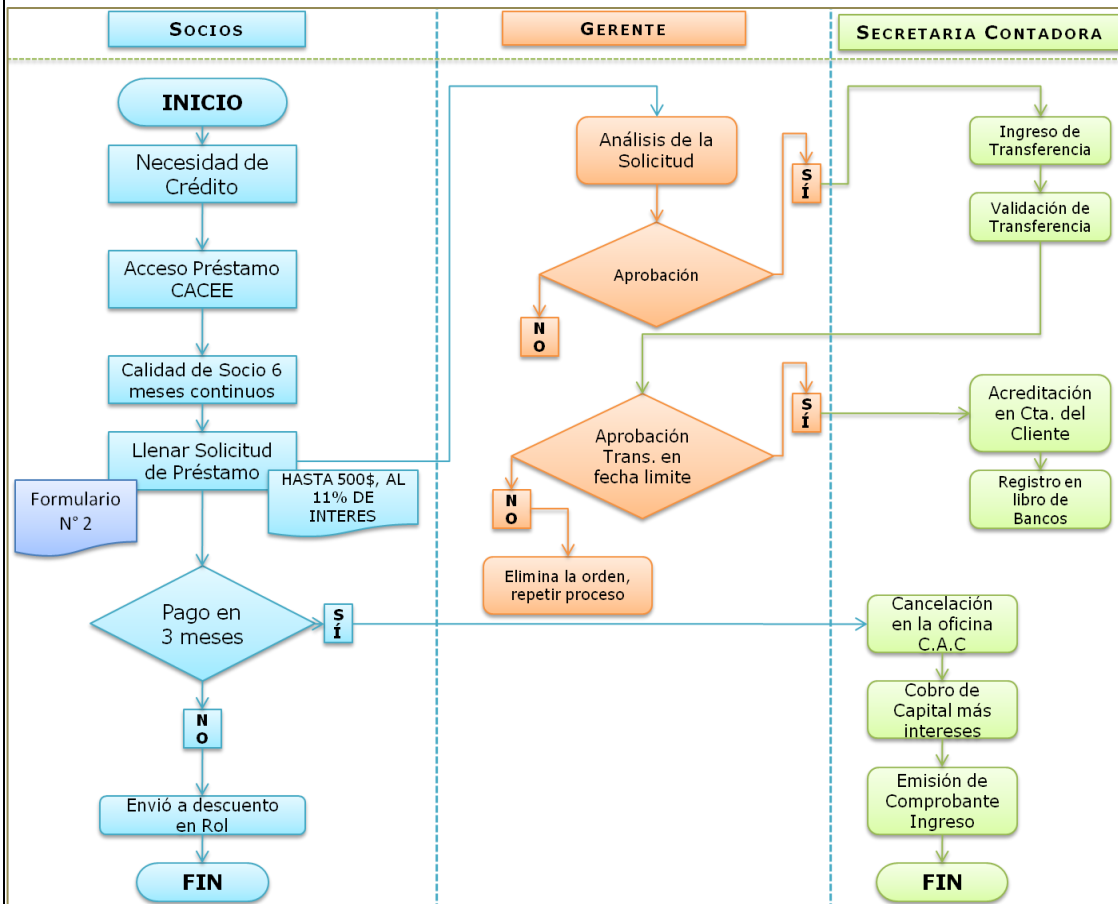 SOCIOS
GERENTE
SECRETARIA CONTADORA
INICIO
Necesidad de
Crédito
Acceso Préstamo
CACEE
Calidad de Socio 6
meses continuos
Llenar Solicitud
de Préstamo
Formulario
N° 2
HASTA 500$, AL
11% DE
INTERES
Pago en
3 meses
SÍ
NO
Envió a descuento
en Rol
FIN
Análisis de la
Solicitud
SÍ
Aprobación
NO
Aprobación
Trans. en
fecha limite
SÍ
NO
Elimina la orden,
repetir proceso
Ingreso de
Transferencia
Validación de
Transferencia
Acreditación
en Cta. del
Cliente
Registro en
libro de
Bancos
Cancelación
en la oficina
C.A.C
Cobro de
Capital más
intereses
Emisión de
Comprobante
Ingreso
FIN